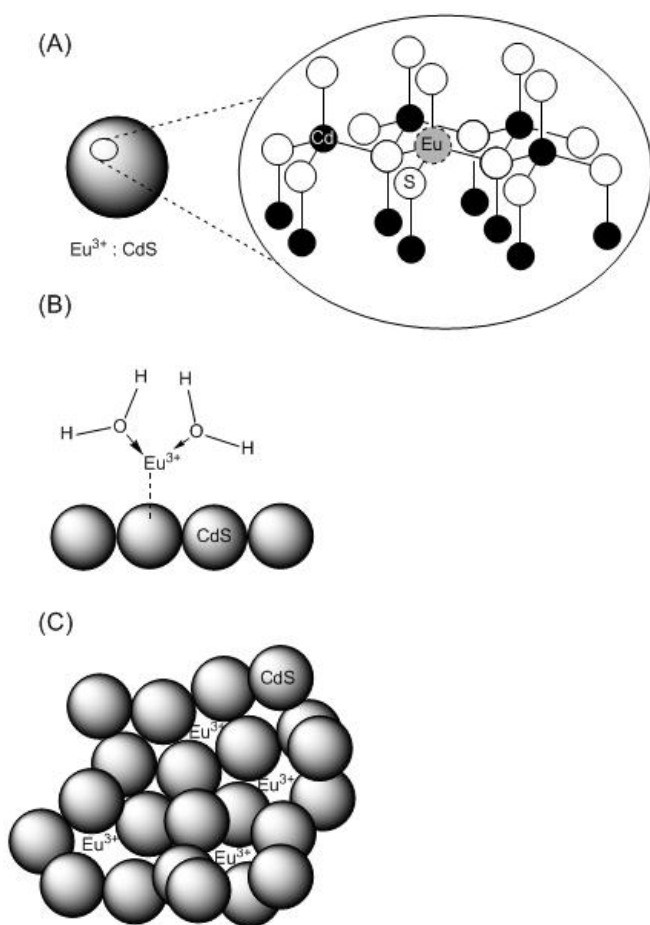 (A)
Cd
Eu
S
Eu³⁺ : CdS
(B)
H
H
H
O
O
H
Eu³⁺
CdS
(C)
CdS
Eu³⁺
Eu³⁺
Eu³⁺
Eu³⁺